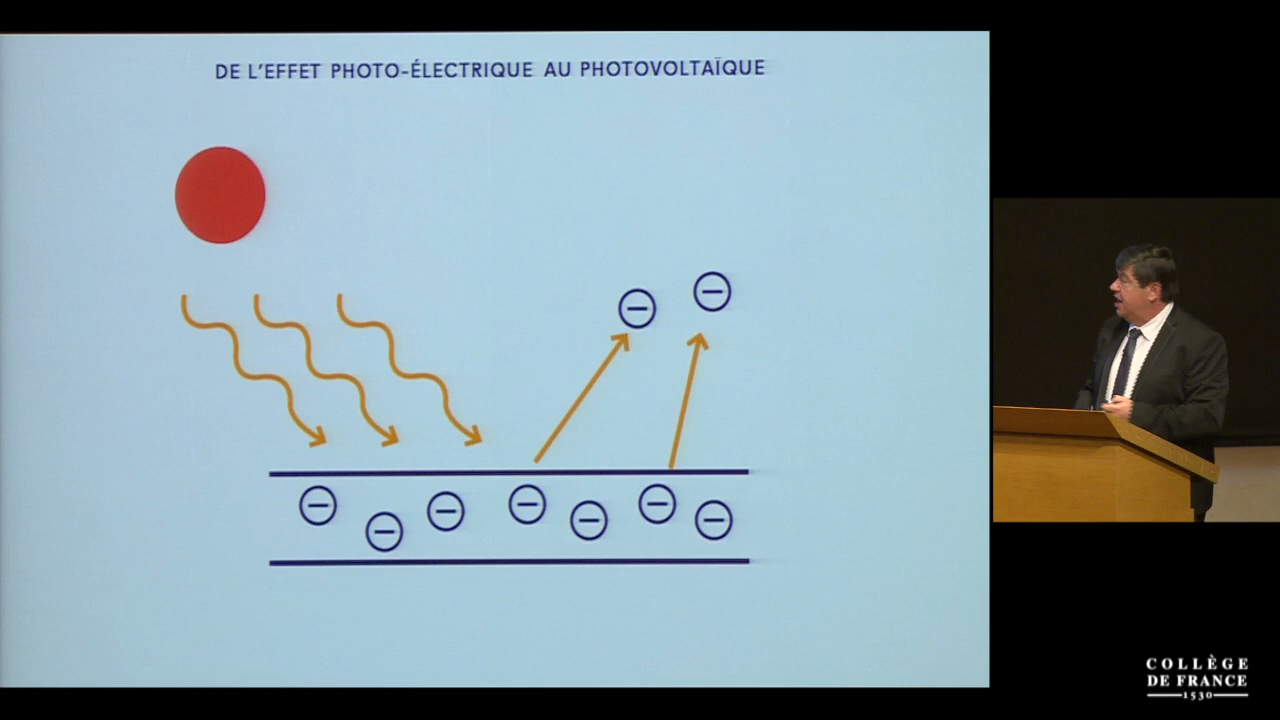 DE L'EFFET PHOTO-ÉLECTRIQUE AU PHOTOVOLTAÏQUE
COLLÈGE
DE FRANCE
1530